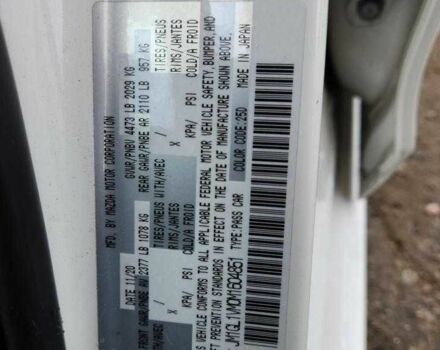 MFD. BY MAZDA MOTOR CORPORATION
DATE 11/20 GVWR/PNBV 4473 LB 2029 KG
FRONT GAWR/PNBE AV 2377 LB 1078 KG REAR GAWR/PNBE AR 2110 LB 957 KG
WITH/AVEC TIRES/PNEUS WITH/AVEC TIRES/PNEUS
X RIMS/JANTES X RIMS/JANTES
KPA/ PSI COLD/A FROID KPA/ PSI COLD/A FROID
TO ALL APPLICABLE FEDERAL MOTOR VEHICLE SAFETY, BUMPER, AND
STANDARDS IN EFFECT ON THE DATE OF MANUFACTURE SHOWN ABOVE.
TYPE:PASS CAR MADE IN JAPAN
COLOR CODE:25D